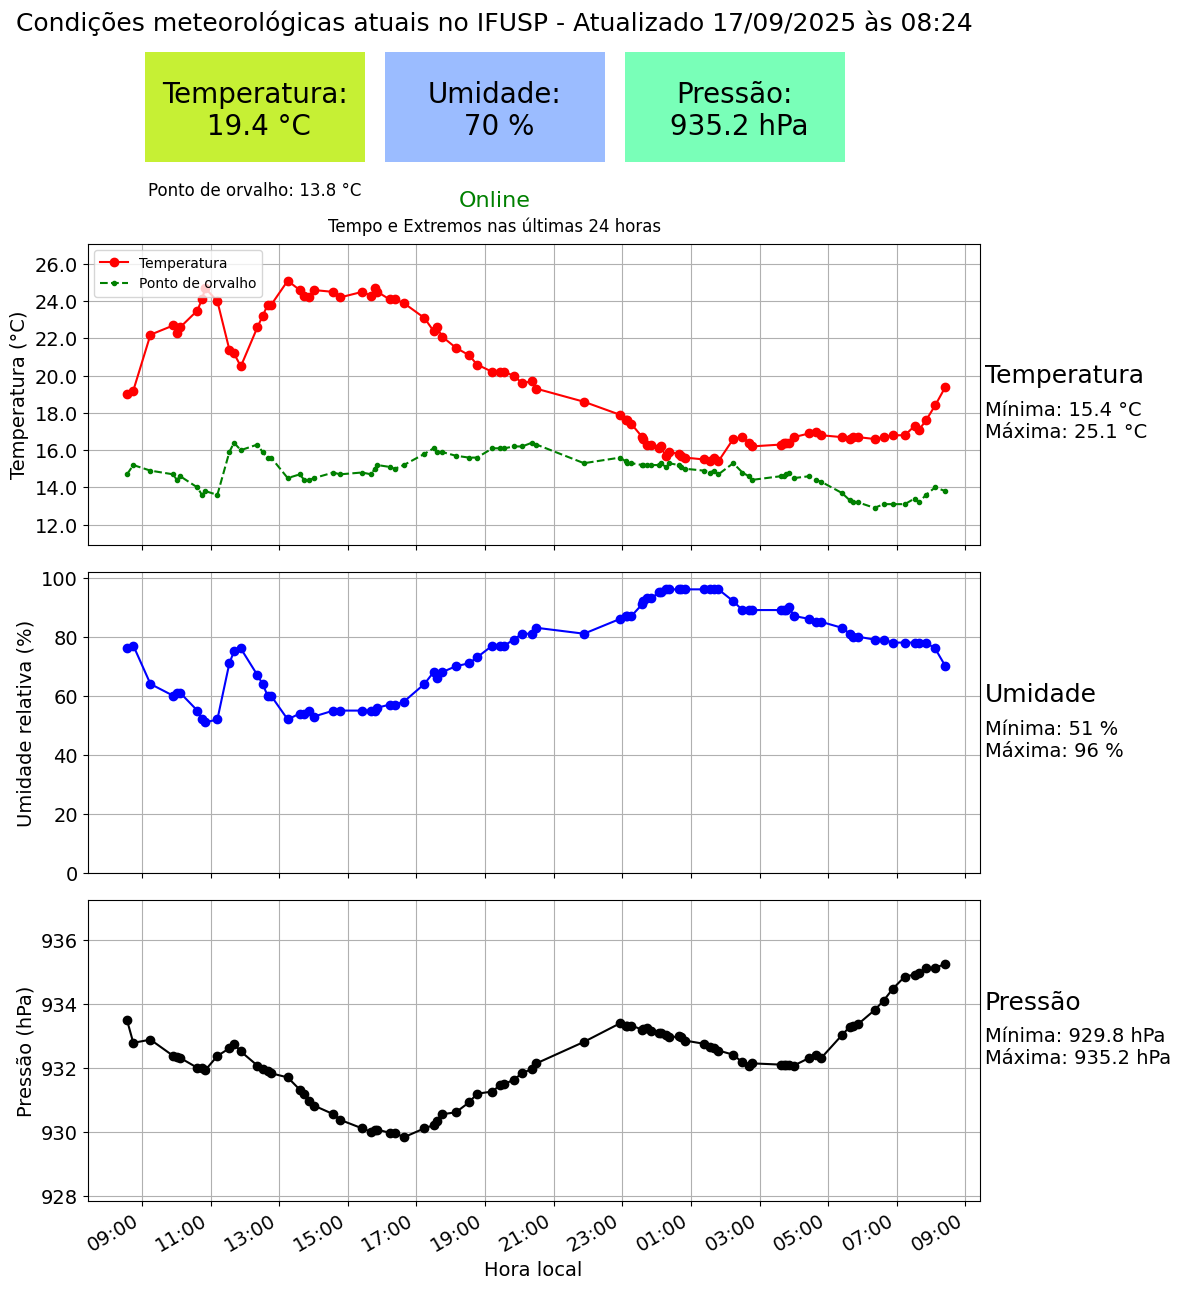 Condições meteorológicas atuais no IFUSP - Atualizado 17/09/2025 às 08:24
Temperatura:
19.4 °C
Umidade:
70 %
Pressão:
935.2 hPa
Ponto de orvalho: 13.8 °C
Online
Tempo e Extremos nas últimas 24 horas
Temperatura
Ponto de orvalho
Temperatura (°C)
26.0
24.0
22.0
20.0
18.0
16.0
14.0
12.0
Temperatura
Mínima: 15.4 °C
Máxima: 25.1 °C
Umidade relativa (%)
100
80
60
40
20
0
Umidade
Mínima: 51 %
Máxima: 96 %
Pressão (hPa)
936
934
932
930
928
Pressão
Mínima: 929.8 hPa
Máxima: 935.2 hPa
09:00 11:00 13:00 15:00 17:00 19:00 21:00 23:00 01:00 03:00 05:00 07:00 09:00
Hora local